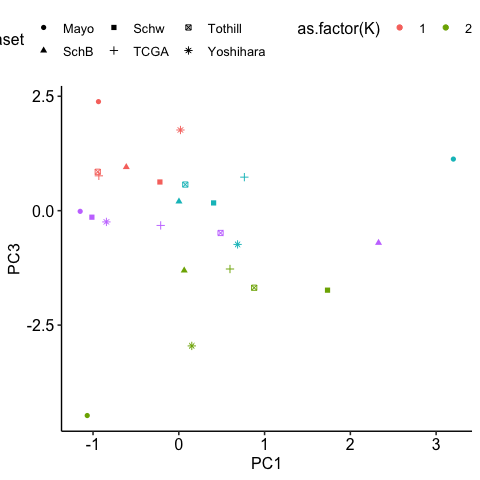 aset Mayo Schw Tothill as.factor(K) 1 2
SchB TCGA Yoshihara
2.5
0.0
-2.5
PC3
-1 0 1 2 3
PC1